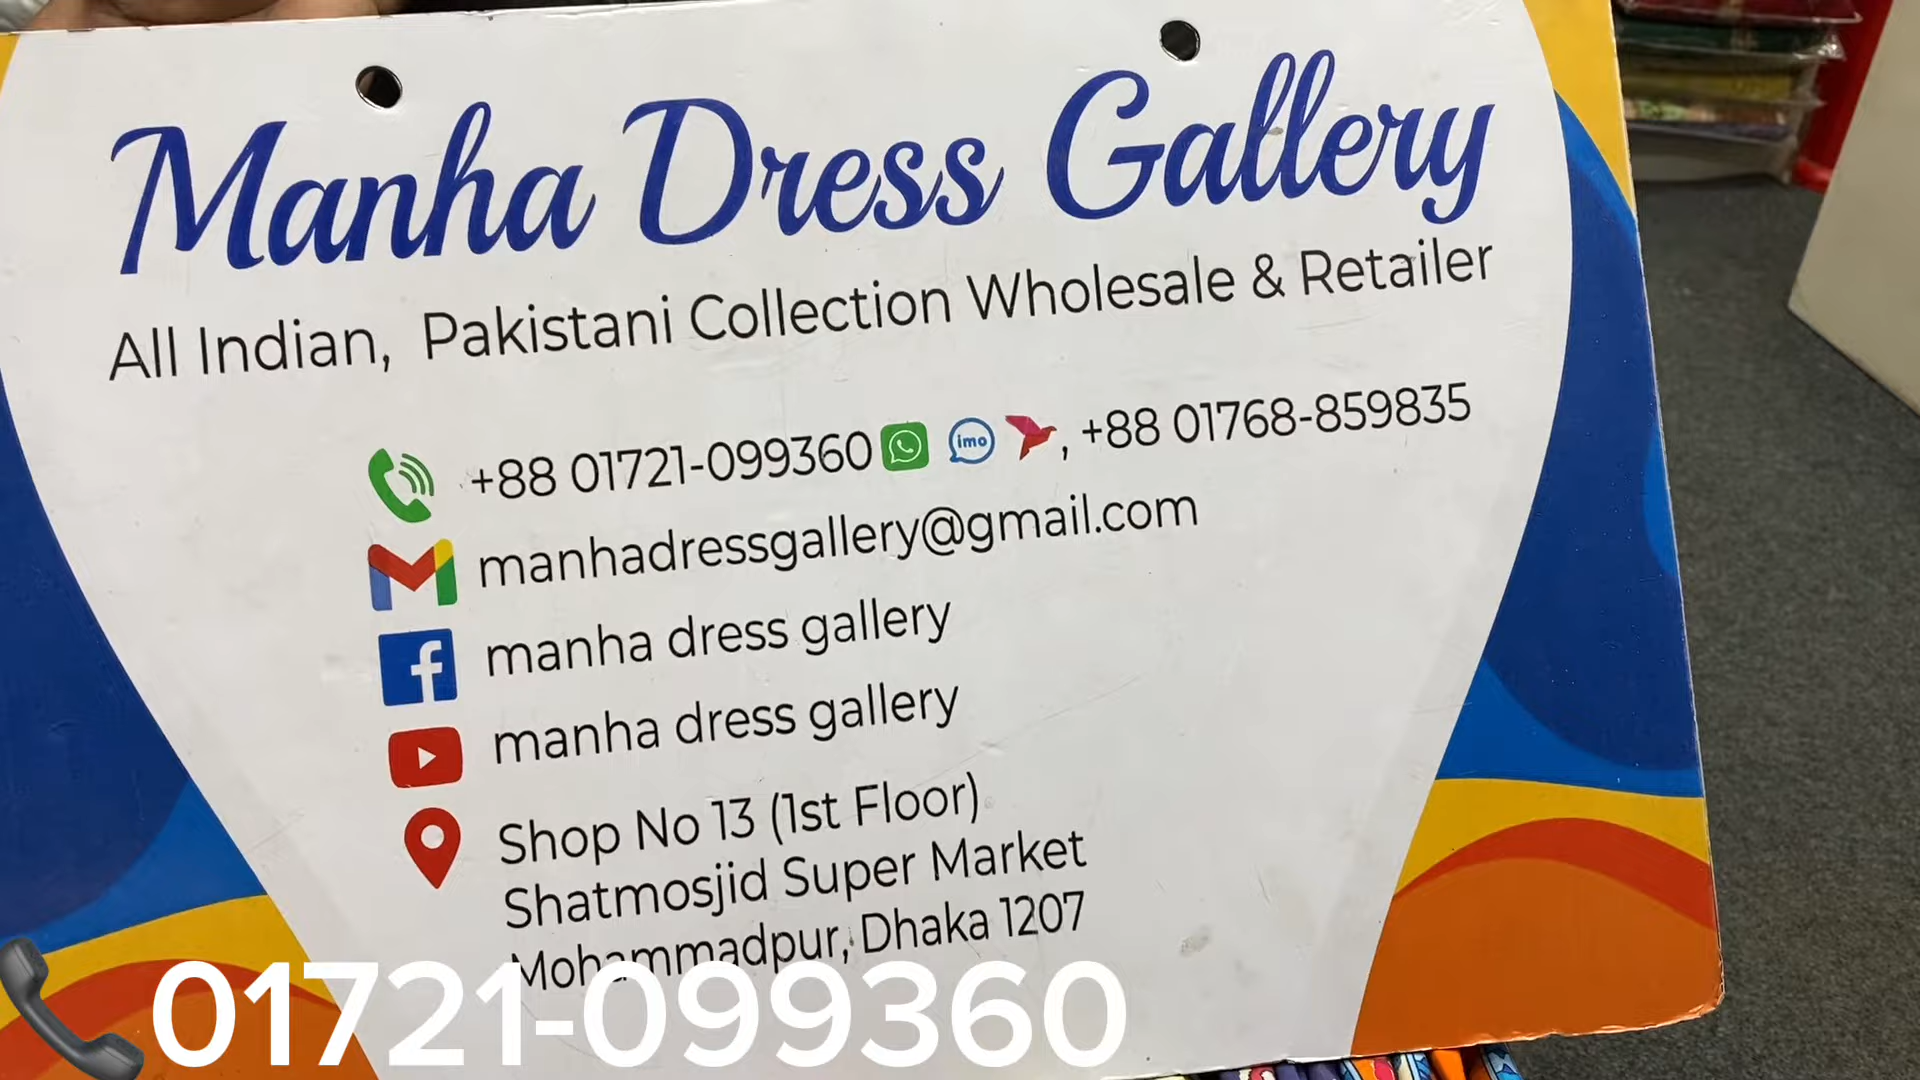 Manha Dress Gallery
All Indian, Pakistani Collection Wholesale & Retailer
+88 01721-099360 imo, +88 01768-859835
manhadressgallery@gmail.com
manha dress gallery
manha dress gallery
Shop No 13 (1st Floor)
Shatmosjid Super Market
Mohammadpur, Dhaka 1207
01721-099360